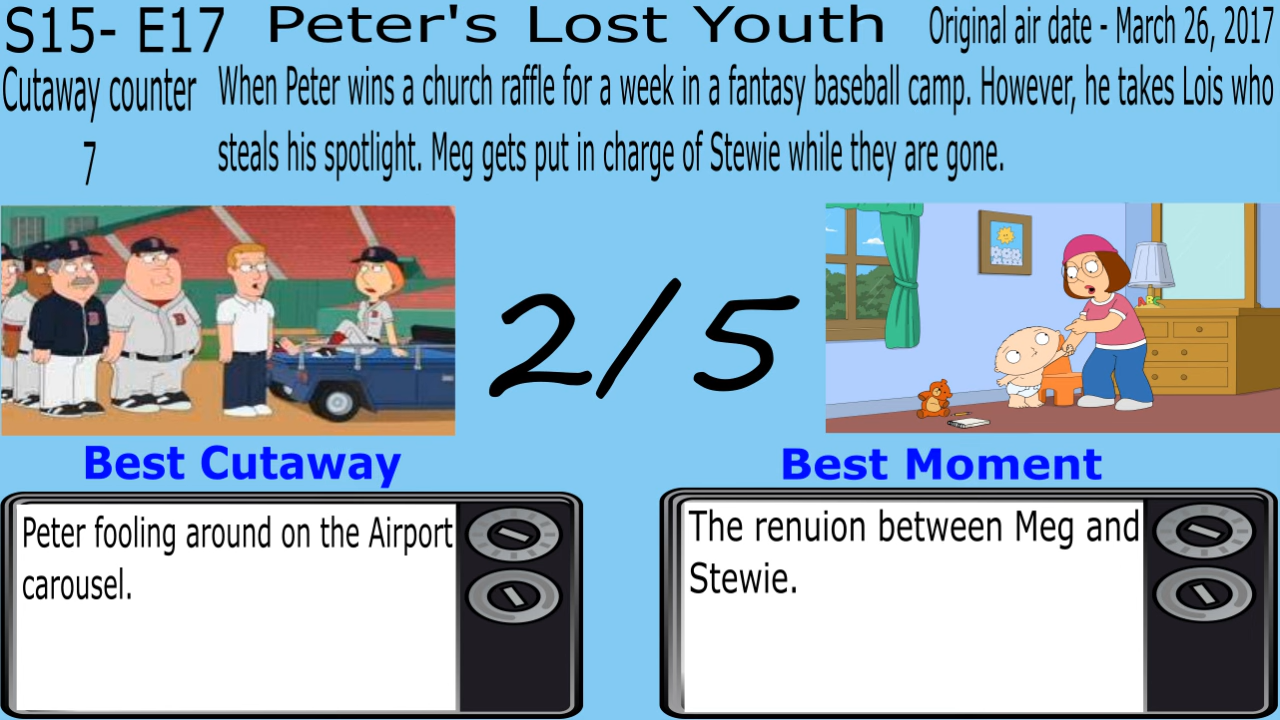 S15- E17 Peter's Lost Youth Original air date - March 26, 2017
Cutaway counter
7
When Peter wins a church raffle for a week in a fantasy baseball camp. However, he takes Lois who
steals his spotlight. Meg gets put in charge of Stewie while they are gone.
2/5
Best Cutaway
Peter fooling around on the Airport
carousel.
Best Moment
The renuion between Meg and
Stewie.